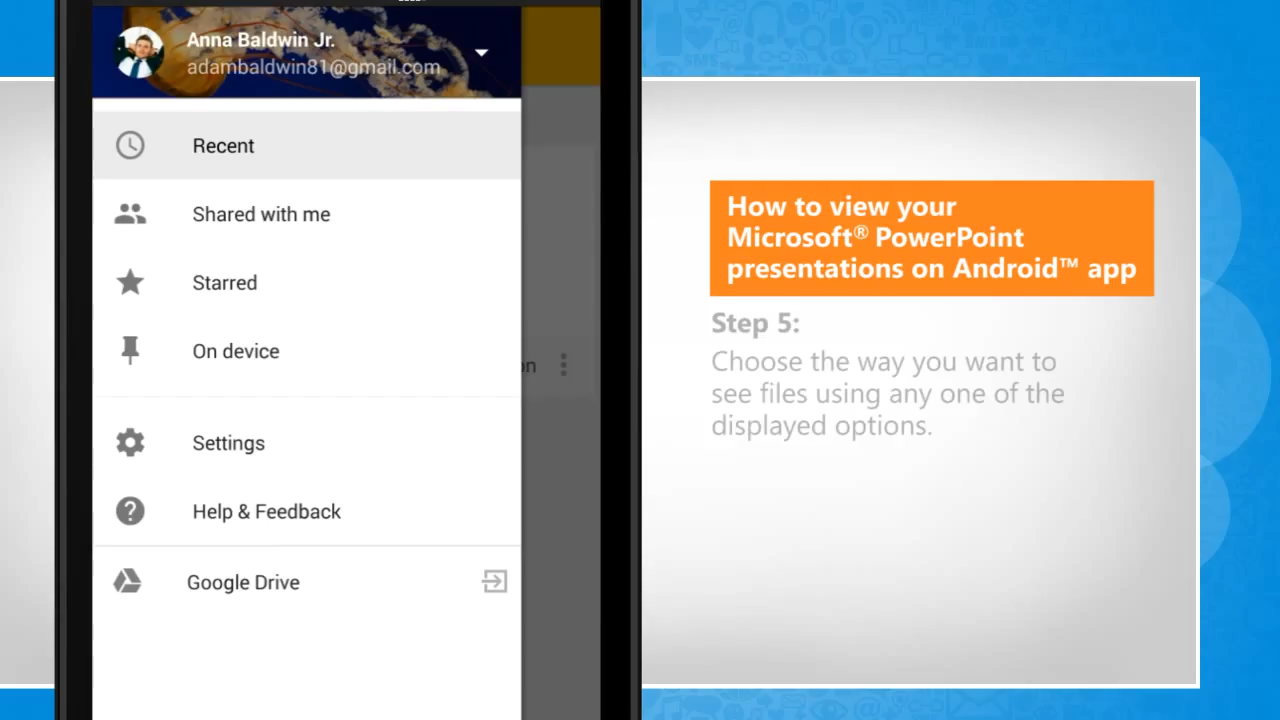 Anna Baldwin Jr.
adambaldwin81@gmail.com
Recent
Shared with me
Starred
On device
on
Settings
Help & Feedback
Google Drive
How to view your
Microsoft® PowerPoint
presentations on Android™ app
Step 5:
Choose the way you want to
see files using any one of the
displayed options.
SMS